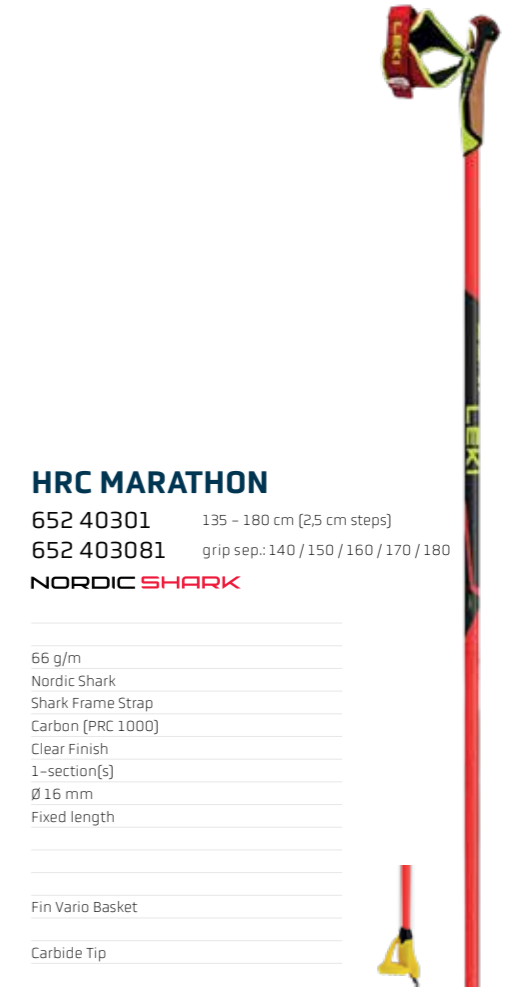 LEKI
LEKI
HRC MARATHON
652 40301 135 – 180 cm (2,5 cm steps)
652 403081 grip sep.: 140 / 150 / 160 / 170 / 180
NORDIC SHARK
66 g/m
Nordic Shark
Shark Frame Strap
Carbon (PRC 1000)
Clear Finish
1-section(s)
Ø 16 mm
Fixed length
Fin Vario Basket
Carbide Tip